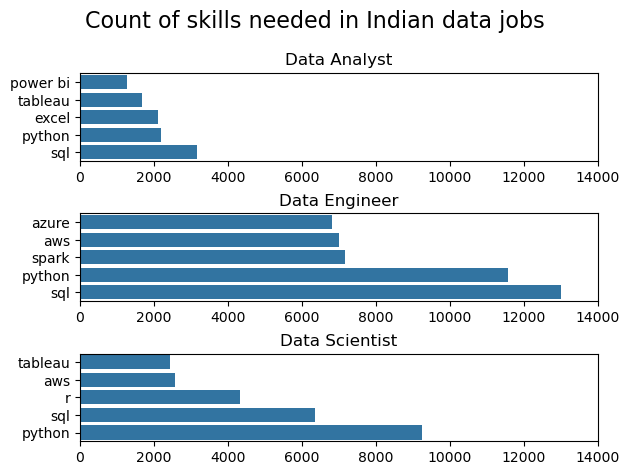 Count of skills needed in Indian data jobs
Data Analyst
power bi
tableau
excel
python
sql
0 2000 4000 6000 8000 10000 12000 14000
Data Engineer
azure
aws
spark
python
sql
0 2000 4000 6000 8000 10000 12000 14000
Data Scientist
tableau
aws
r
sql
python
0 2000 4000 6000 8000 10000 12000 14000